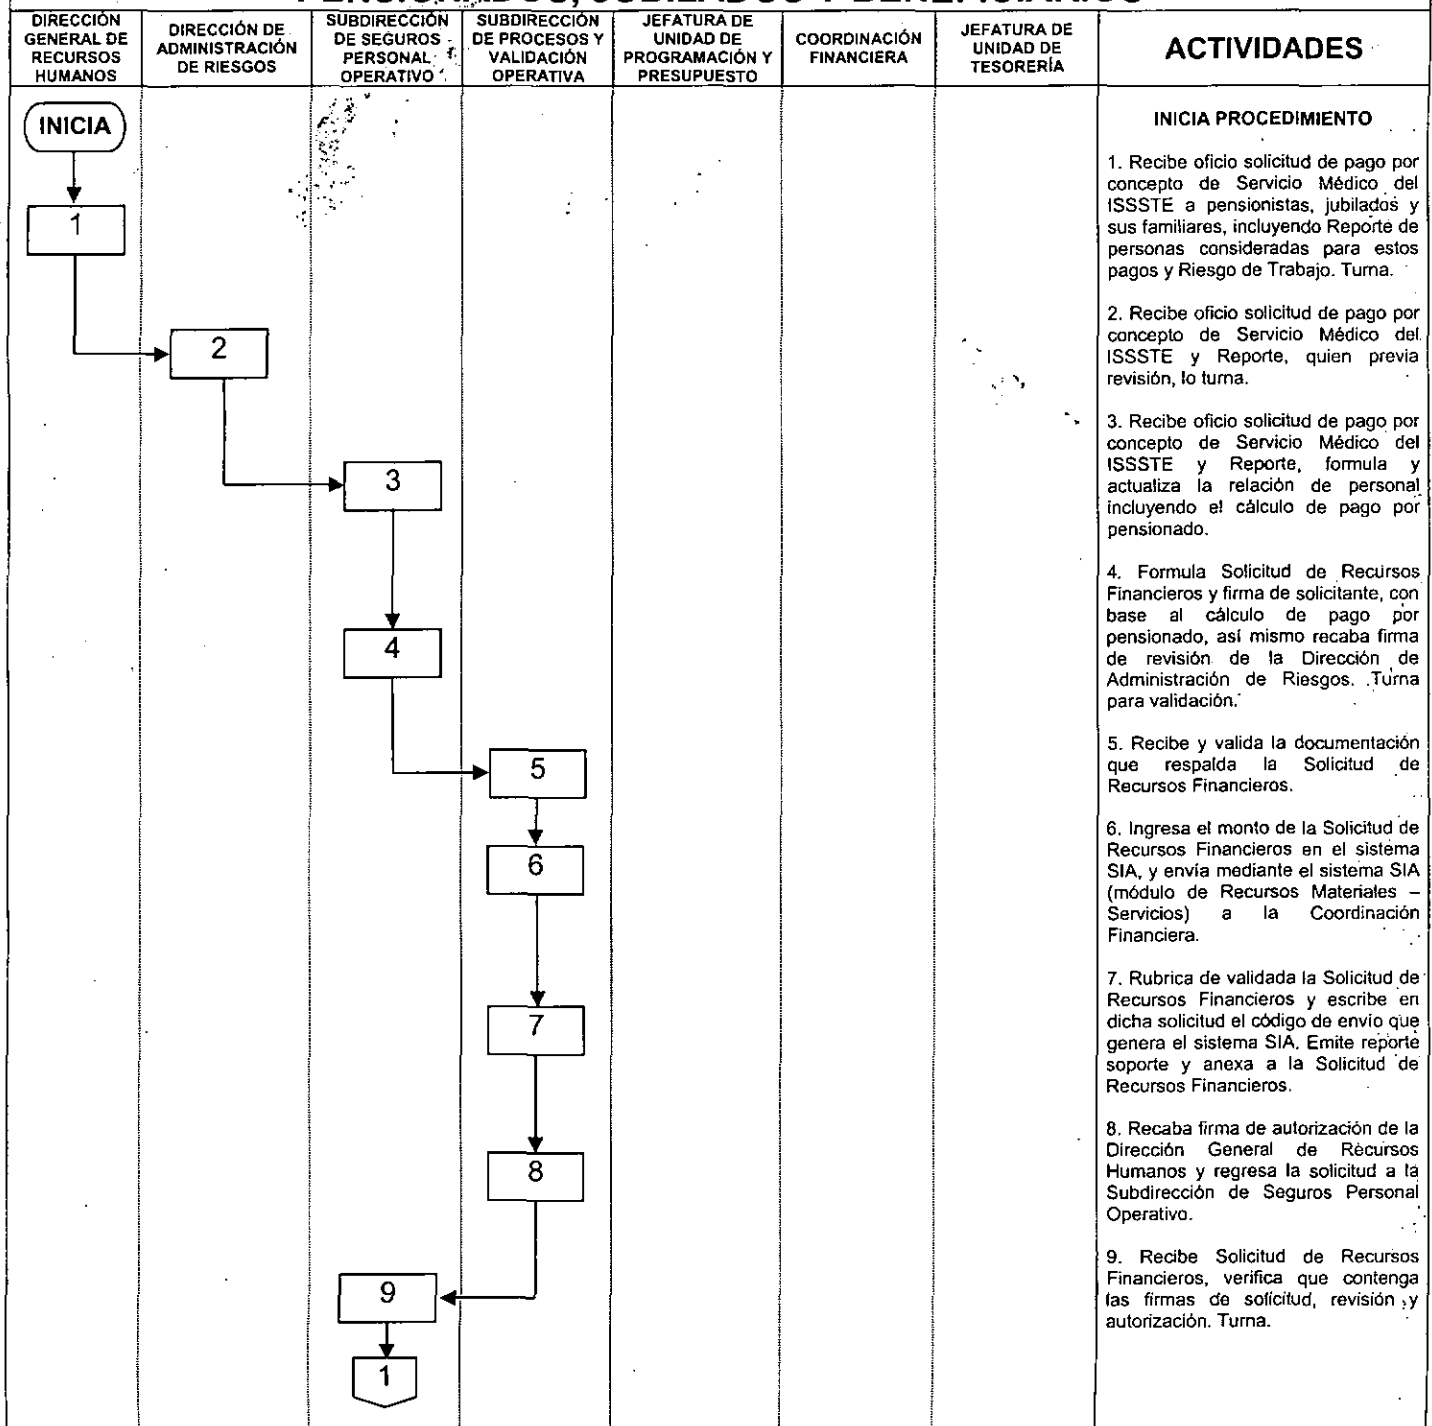 DIRECCIÓN
GENERAL DE
RECURSOS
HUMANOS
DIRECCIÓN DE
ADMINISTRACIÓN
DE RIESGOS
SUBDIRECCIÓN
DE SEGUROS
PERSONAL
OPERATIVO
SUBDIRECCIÓN
DE PROCESOS Y
VALIDACIÓN
OPERATIVA
JEFATURA DE
UNIDAD DE
PROGRAMACIÓN Y
PRESUPUESTO
COORDINACIÓN
FINANCIERA
JEFATURA DE
UNIDAD DE
TESORERÍA
ACTIVIDADES
INICIA
1
2
3
4
5
6
7
8
9
1
INICIA PROCEDIMIENTO
1. Recibe oficio solicitud de pago por
concepto de Servicio Médico del
ISSSTE a pensionistas, jubilados y
sus familiares, incluyendo Reporte de
personas consideradas para estos
pagos y Riesgo de Trabajo. Turna.
2. Recibe oficio solicitud de pago por
concepto de Servicio Médico del
ISSSTE y Reporte, quien previa
revisión, lo turna.
3. Recibe oficio solicitud de pago por
concepto de Servicio Médico del
ISSSTE y Reporte, formula y
actualiza la relación de personal
incluyendo el cálculo de pago por
pensionado.
4. Formula Solicitud de Recursos
Financieros y firma de solicitante, con
base al cálculo de pago por
pensionado, así mismo recaba firma
de revisión de la Dirección de
Administración de Riesgos. Turna
para validación.
5. Recibe y valida la documentación
que respalda la Solicitud de
Recursos Financieros.
6. Ingresa el monto de la Solicitud de
Recursos Financieros en el sistema
SIA, y envía mediante el sistema SIA
(módulo de Recursos Materiales –
Servicios) a la Coordinación
Financiera.
7. Rubrica de validada la Solicitud de
Recursos Financieros y escribe en
dicha solicitud el código de envío que
genera el sistema SIA. Emite reporte
soporte y anexa a la Solicitud de
Recursos Financieros.
8. Recaba firma de autorización de la
Dirección General de Recursos
Humanos y regresa la solicitud a la
Subdirección de Seguros Personal
Operativo.
9. Recibe Solicitud de Recursos
Financieros, verifica que contenga
las firmas de solicitud, revisión y
autorización. Turna.